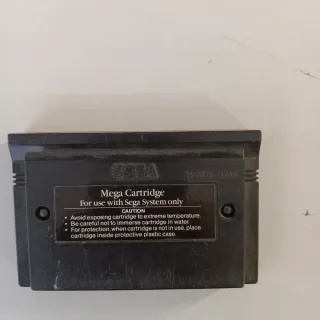 SEGA
Mega Cartridge
For use with Sega System only
CAUTION
• Avoid exposing cartridge to extreme temperature.
• Be careful not to immerse cartridge in water.
• For protection, when cartridge is not in use, place
cartridge inside protective plastic case.